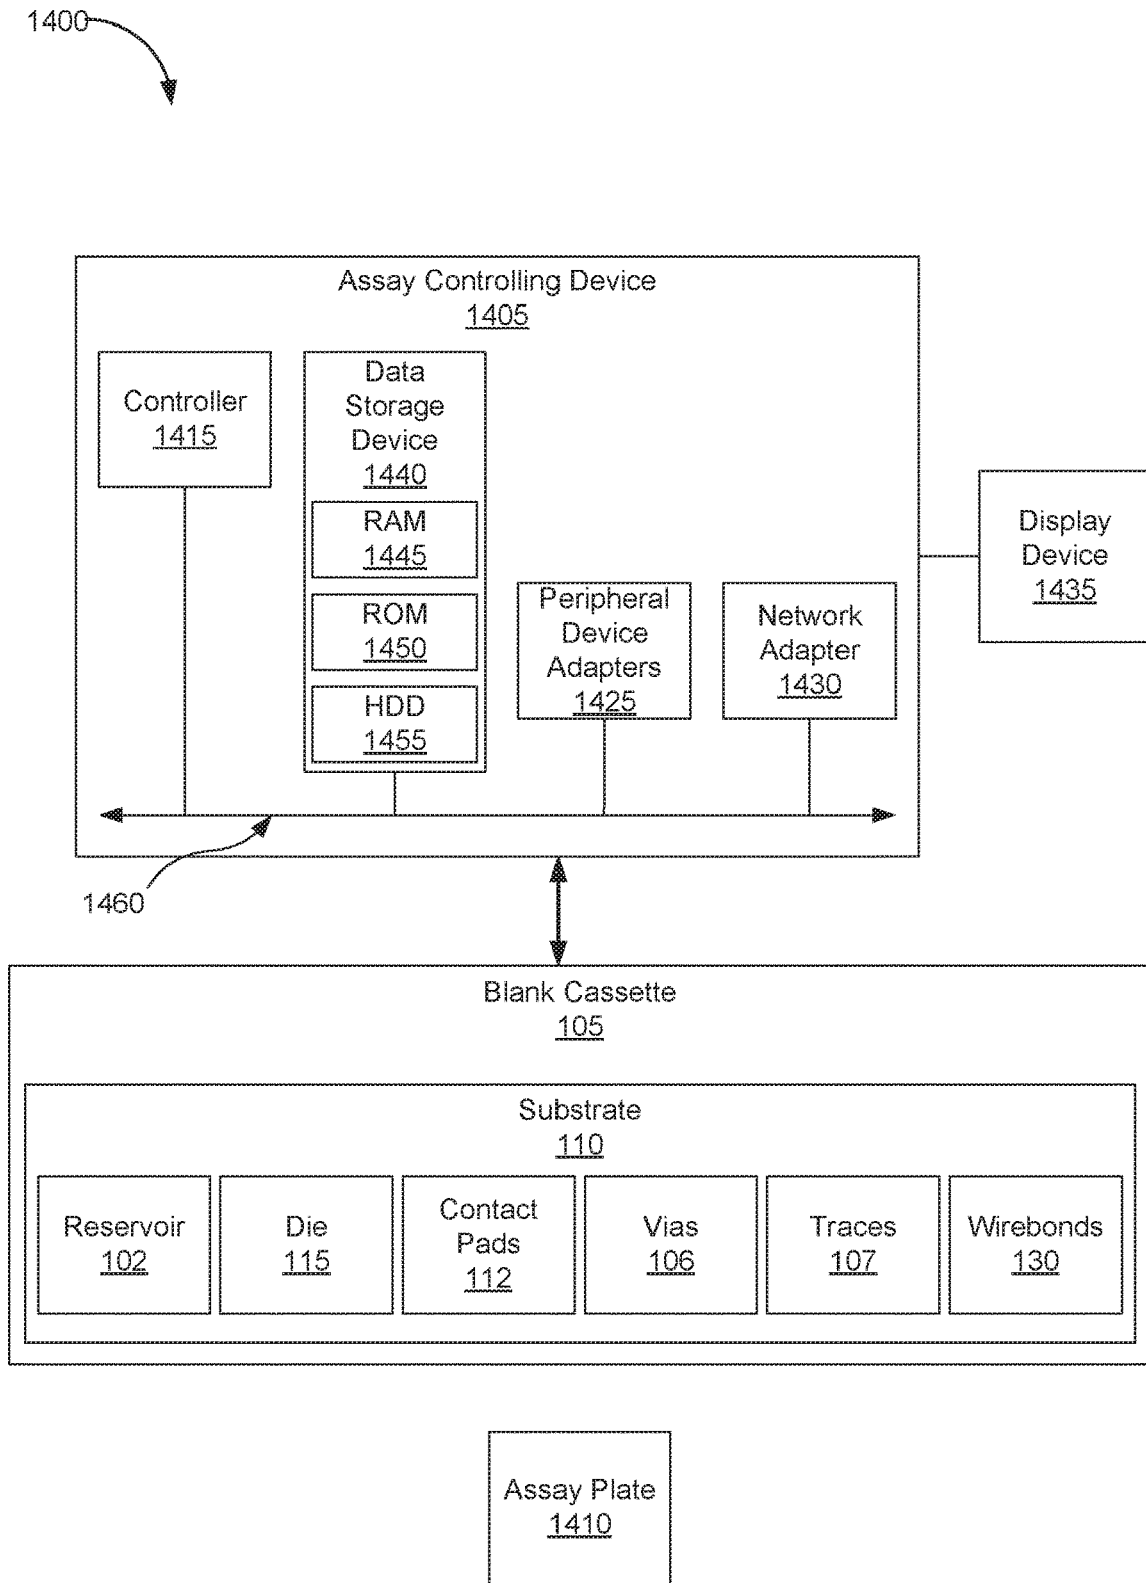 1400
Assay Controlling Device
1405
Controller
1415
Data
Storage
Device
1440
RAM
1445
ROM
1450
HDD
1455
Peripheral
Device
Adapters
1425
Network
Adapter
1430
Display
Device
1435
1460
Blank Cassette
105
Substrate
110
Reservoir
102
Die
115
Contact
Pads
112
Vias
106
Traces
107
Wirebonds
130
Assay Plate
1410